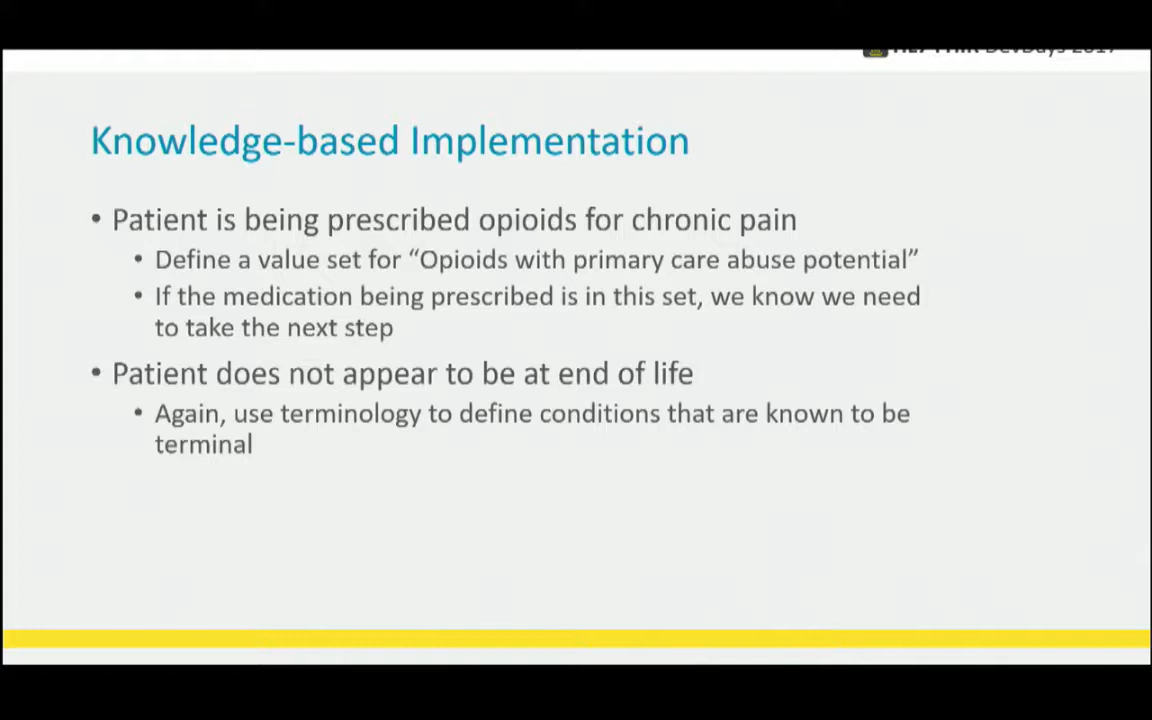 DevDays 2017
Knowledge-based Implementation
• Patient is being prescribed opioids for chronic pain
• Define a value set for “Opioids with primary care abuse potential”
• If the medication being prescribed is in this set, we know we need
to take the next step
• Patient does not appear to be at end of life
• Again, use terminology to define conditions that are known to be
terminal